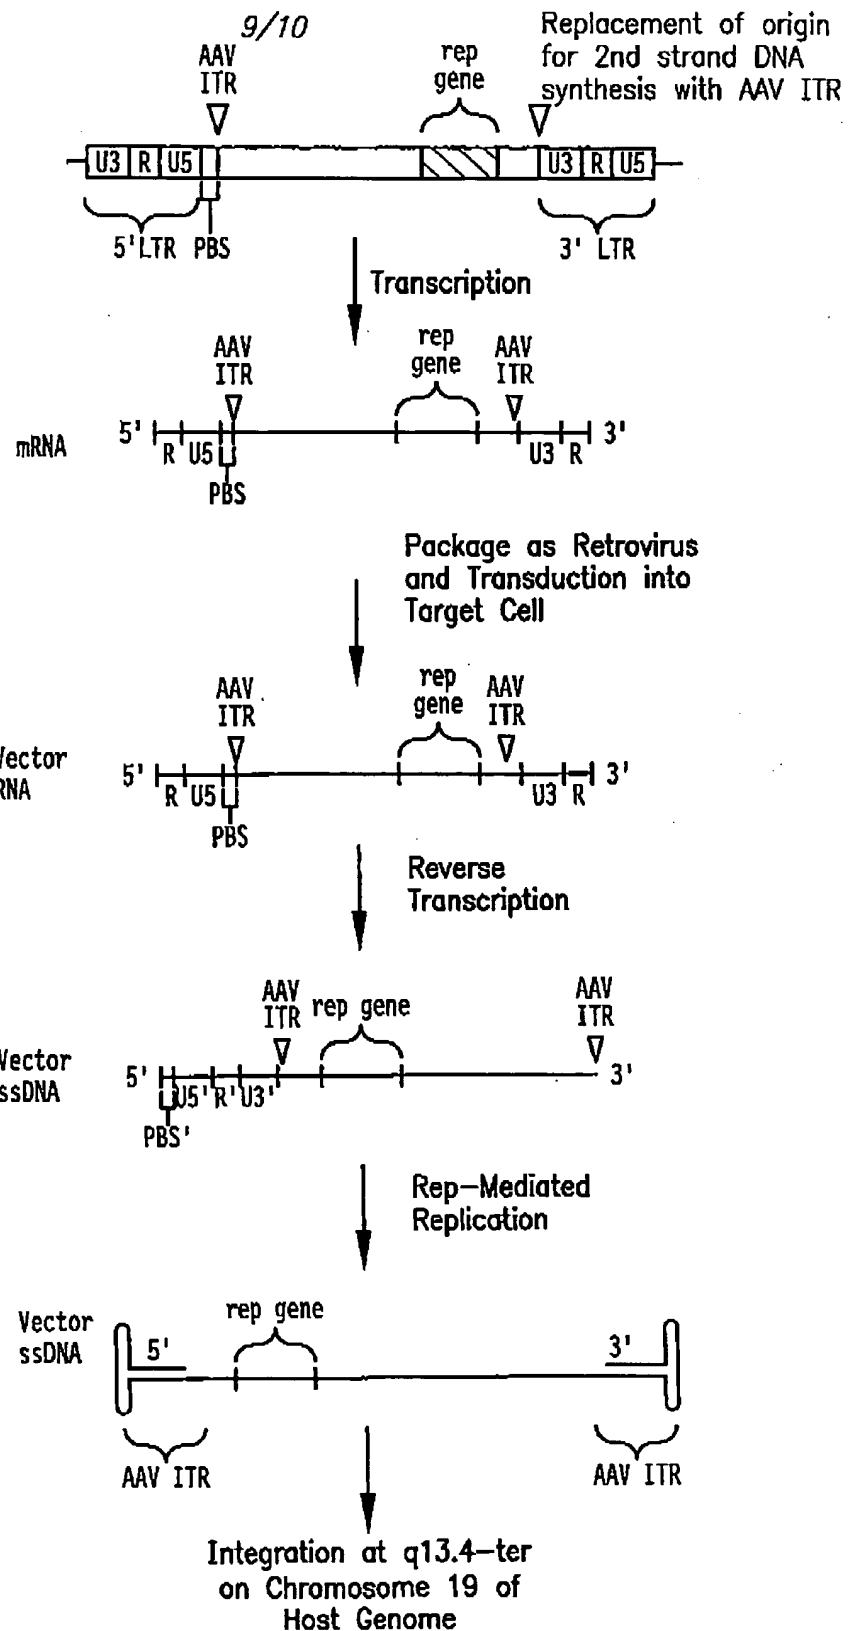 9/10
AAV
ITR
rep
gene
Replacement of origin
for 2nd strand DNA
synthesis with AAV ITR
U3 R U5
U3 R U5
5'LTR PBS
3' LTR
Transcription
AAV
ITR
rep
gene
AAV
ITR
mRNA
5'
3'
R U5
U3 R
PBS
Package as Retrovirus
and Transduction into
Target Cell
AAV
ITR
rep
gene
AAV
ITR
Vector
RNA
5'
3'
R U5
U3 R
PBS
Reverse
Transcription
AAV
ITR
rep gene
AAV
ITR
Vector
ssDNA
5'
3'
U5' R' U3'
PBS'
Rep-Mediated
Replication
Vector
ssDNA
rep gene
5'
3'
AAV ITR
AAV ITR
Integration at q13.4-ter
on Chromosome 19 of
Host Genome